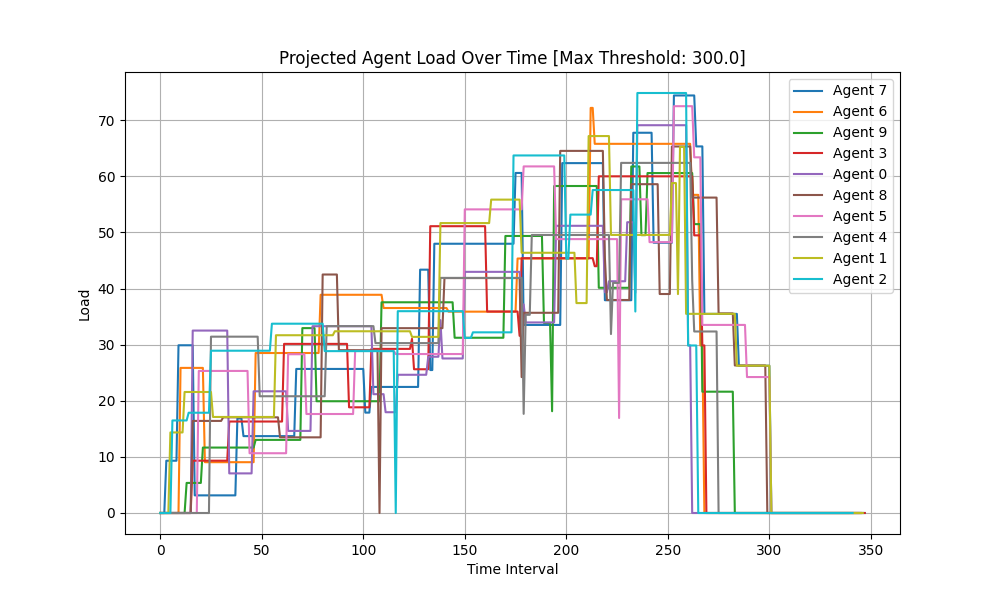 Projected Agent Load Over Time [Max Threshold: 300.0]
Load
70
60
50
40
30
20
10
0
0 50 100 150 200 250 300 350
Time Interval
Agent 7
Agent 6
Agent 9
Agent 3
Agent 0
Agent 8
Agent 5
Agent 4
Agent 1
Agent 2